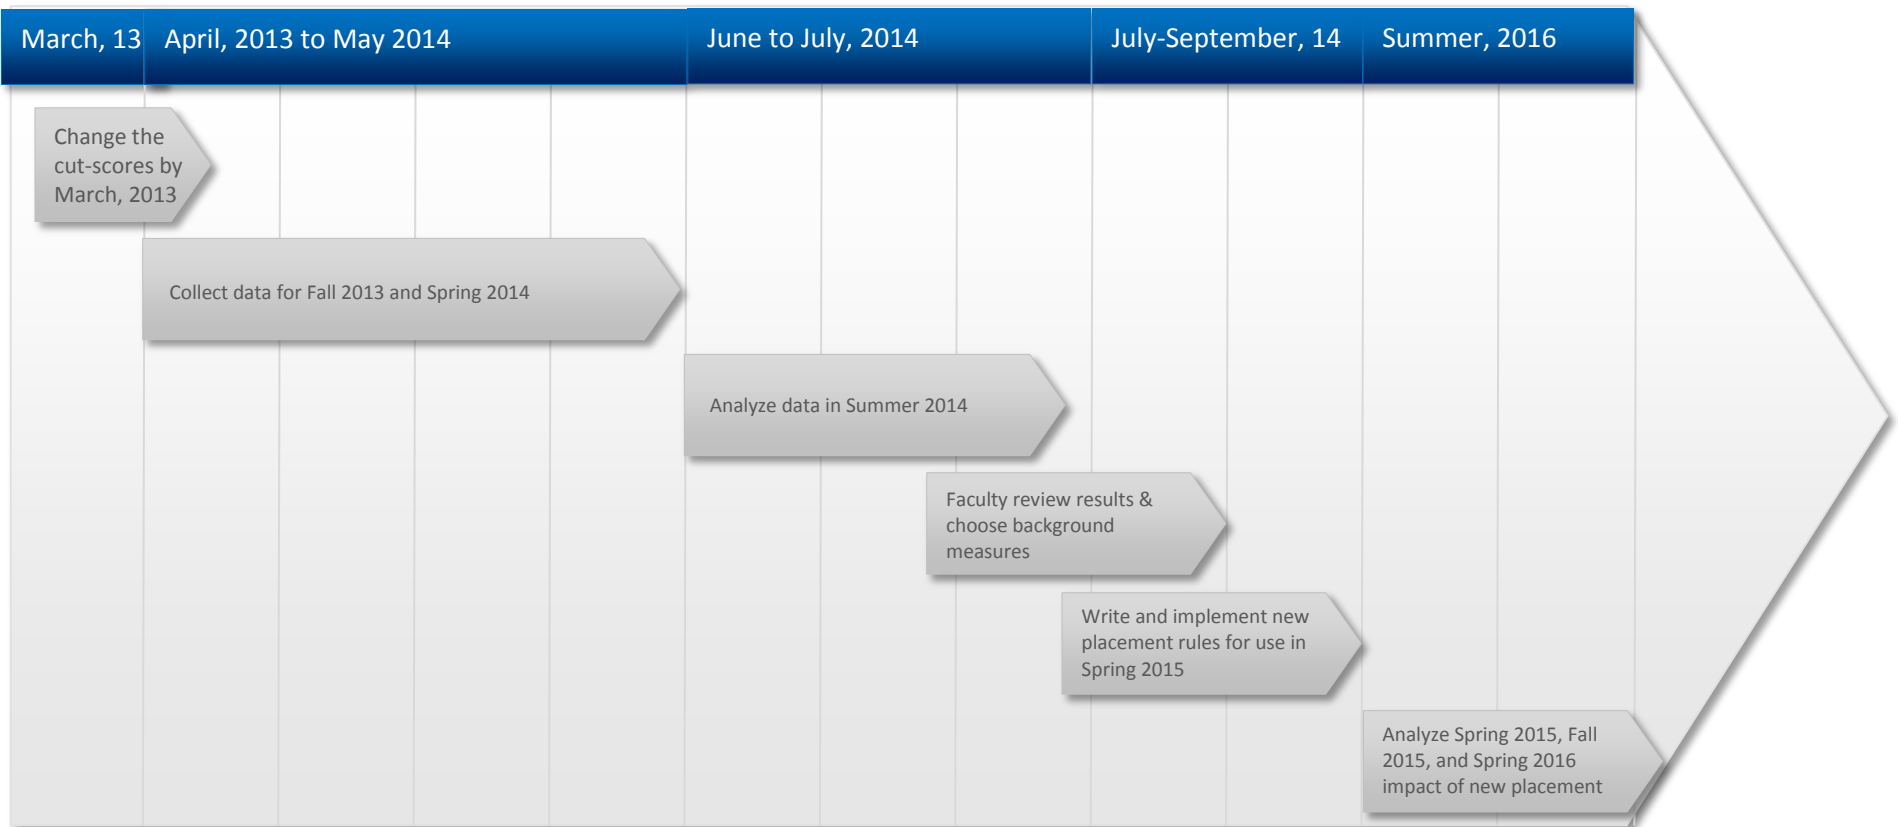 March, 13
April, 2013 to May 2014
June to July, 2014
July-September, 14
Summer, 2016
Change the
cut-scores by
March, 2013
Collect data for Fall 2013 and Spring 2014
Analyze data in Summer 2014
Faculty review results &
choose background
measures
Write and implement new
placement rules for use in
Spring 2015
Analyze Spring 2015, Fall
2015, and Spring 2016
impact of new placement